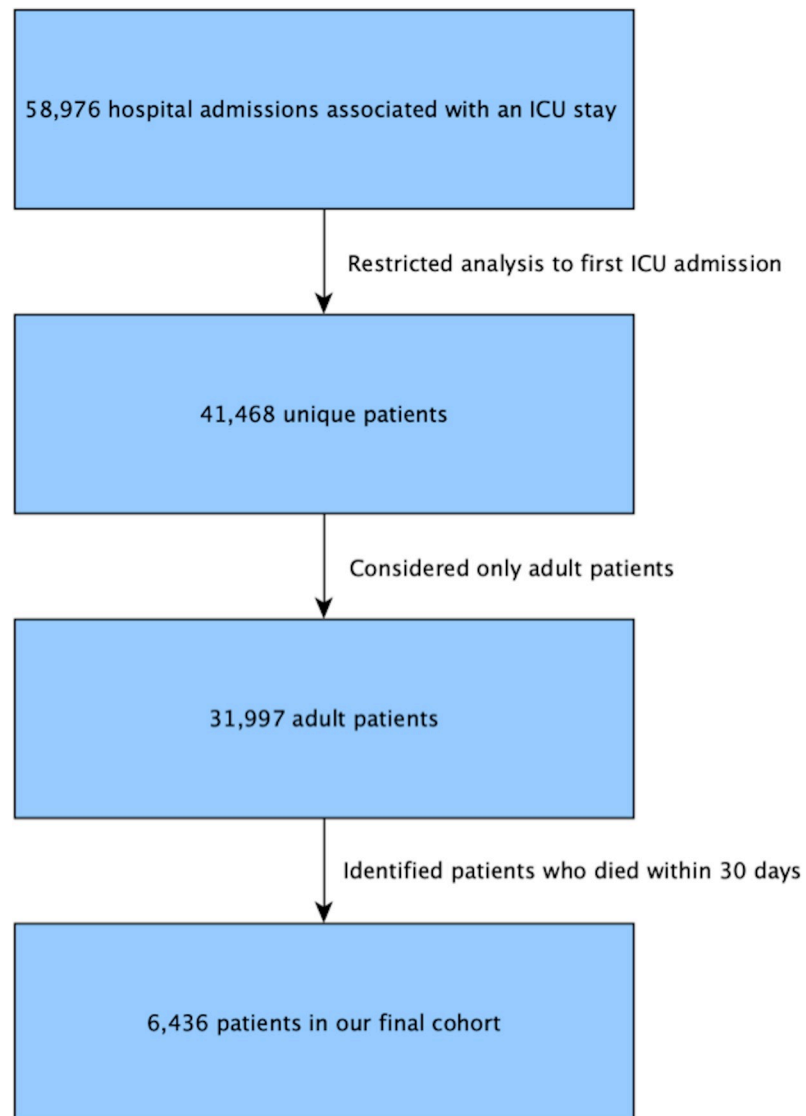 58,976 hospital admissions associated with an ICU stay
Restricted analysis to first ICU admission
41,468 unique patients
Considered only adult patients
31,997 adult patients
Identified patients who died within 30 days
6,436 patients in our final cohort